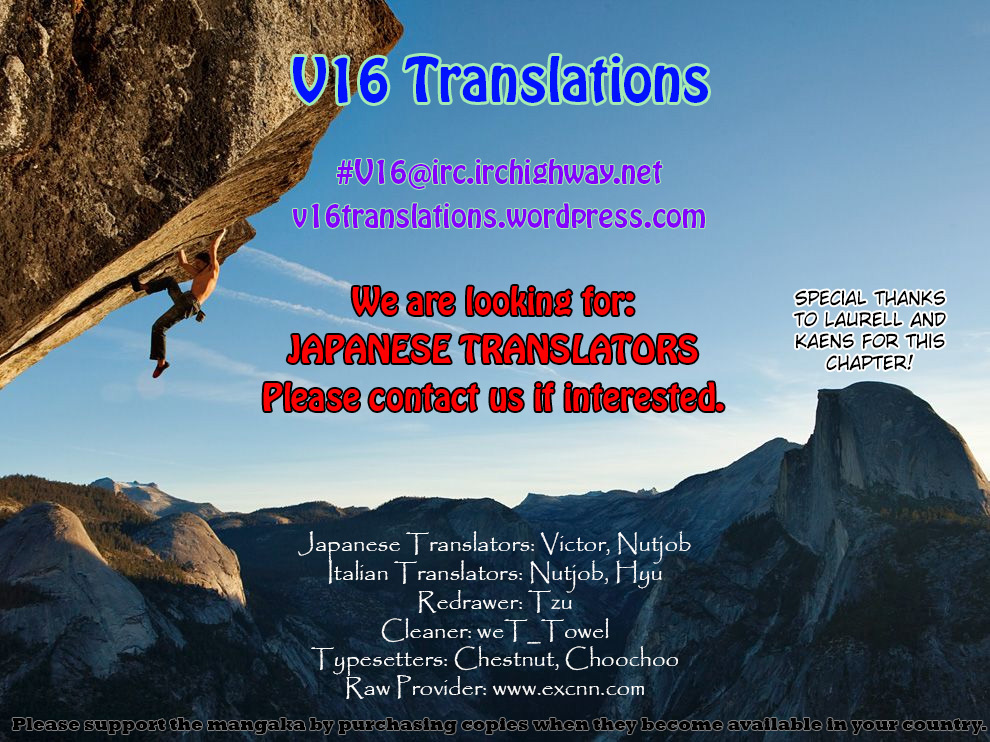 V16 Translations
#V16@irc.irchighway.net
v16translations.wordpress.com
We are looking for:
JAPANESE TRANSLATORS
Please contact us if interested.
SPECIAL THANKS
TO LAURELL AND
KAENS FOR THIS
CHAPTER!
Japanese Translators: Victor, Nutjob
Italian Translators: Nutjob, Hyu
Redrawer: Tzu
Cleaner: weT_Towel
Typesetters: Chestnut, Choochoo
Raw Provider: www.excnn.com
Please support the mangaka by purchasing copies when they become available in your country.